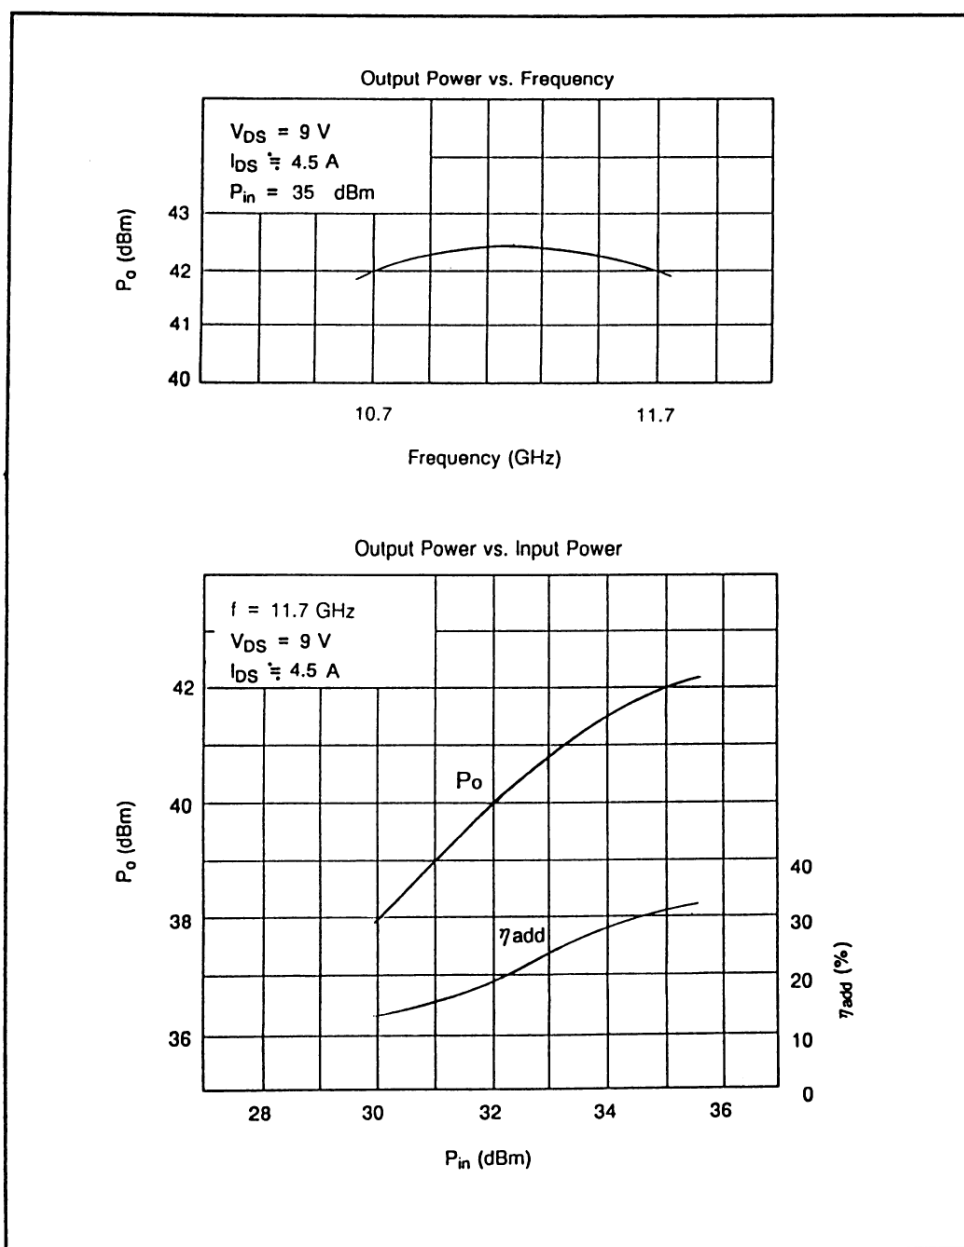 Output Power vs. Frequency
VDS = 9 V
IDS ≒ 4.5 A
Pin = 35 dBm
43
42
41
40
Po (dBm)
10.7 11.7
Frequency (GHz)
Output Power vs. Input Power
f = 11.7 GHz
VDS = 9 V
IDS ≒ 4.5 A
42
40
38
36
Po (dBm)
Po
ηadd
40
30
20
10
0
ηadd (%)
28 30 32 34 36
Pin (dBm)